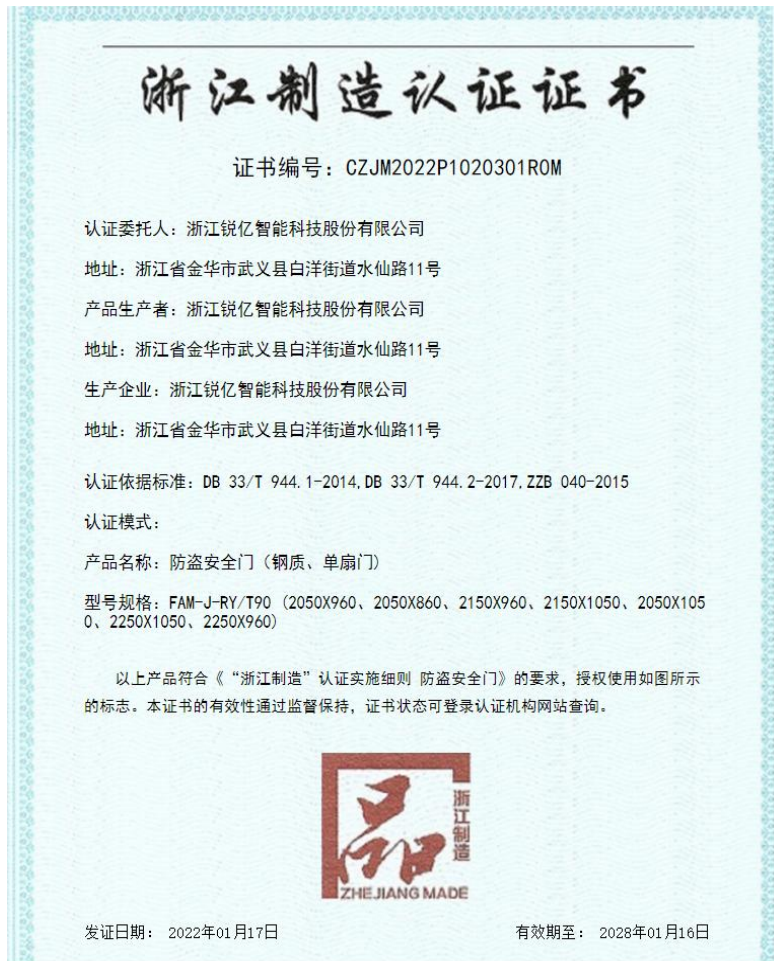 浙江制造认证证书
证书编号：CZJM2022P1020301R0M
认证委托人：浙江锐亿智能科技股份有限公司
地址：浙江省金华市武义县白洋街道水仙路11号
产品生产者：浙江锐亿智能科技股份有限公司
地址：浙江省金华市武义县白洋街道水仙路11号
生产企业：浙江锐亿智能科技股份有限公司
地址：浙江省金华市武义县白洋街道水仙路11号
认证依据标准：DB 33/T 944.1-2014,DB 33/T 944.2-2017,ZZB 040-2015
认证模式：
产品名称：防盗安全门（钢质、单扇门）
型号规格：FAM-J-RY/T90 (2050X960、2050X860、2150X960、2150X1050、2050X105
0、2250X1050、2250X960)
以上产品符合《“浙江制造”认证实施细则 防盗安全门》的要求，授权使用如图所示
的标志。本证书的有效性通过监督保持，证书状态可登录认证机构网站查询。
品
浙江制造
ZHEJIANG MADE
发证日期： 2022年01月17日
有效期至： 2028年01月16日